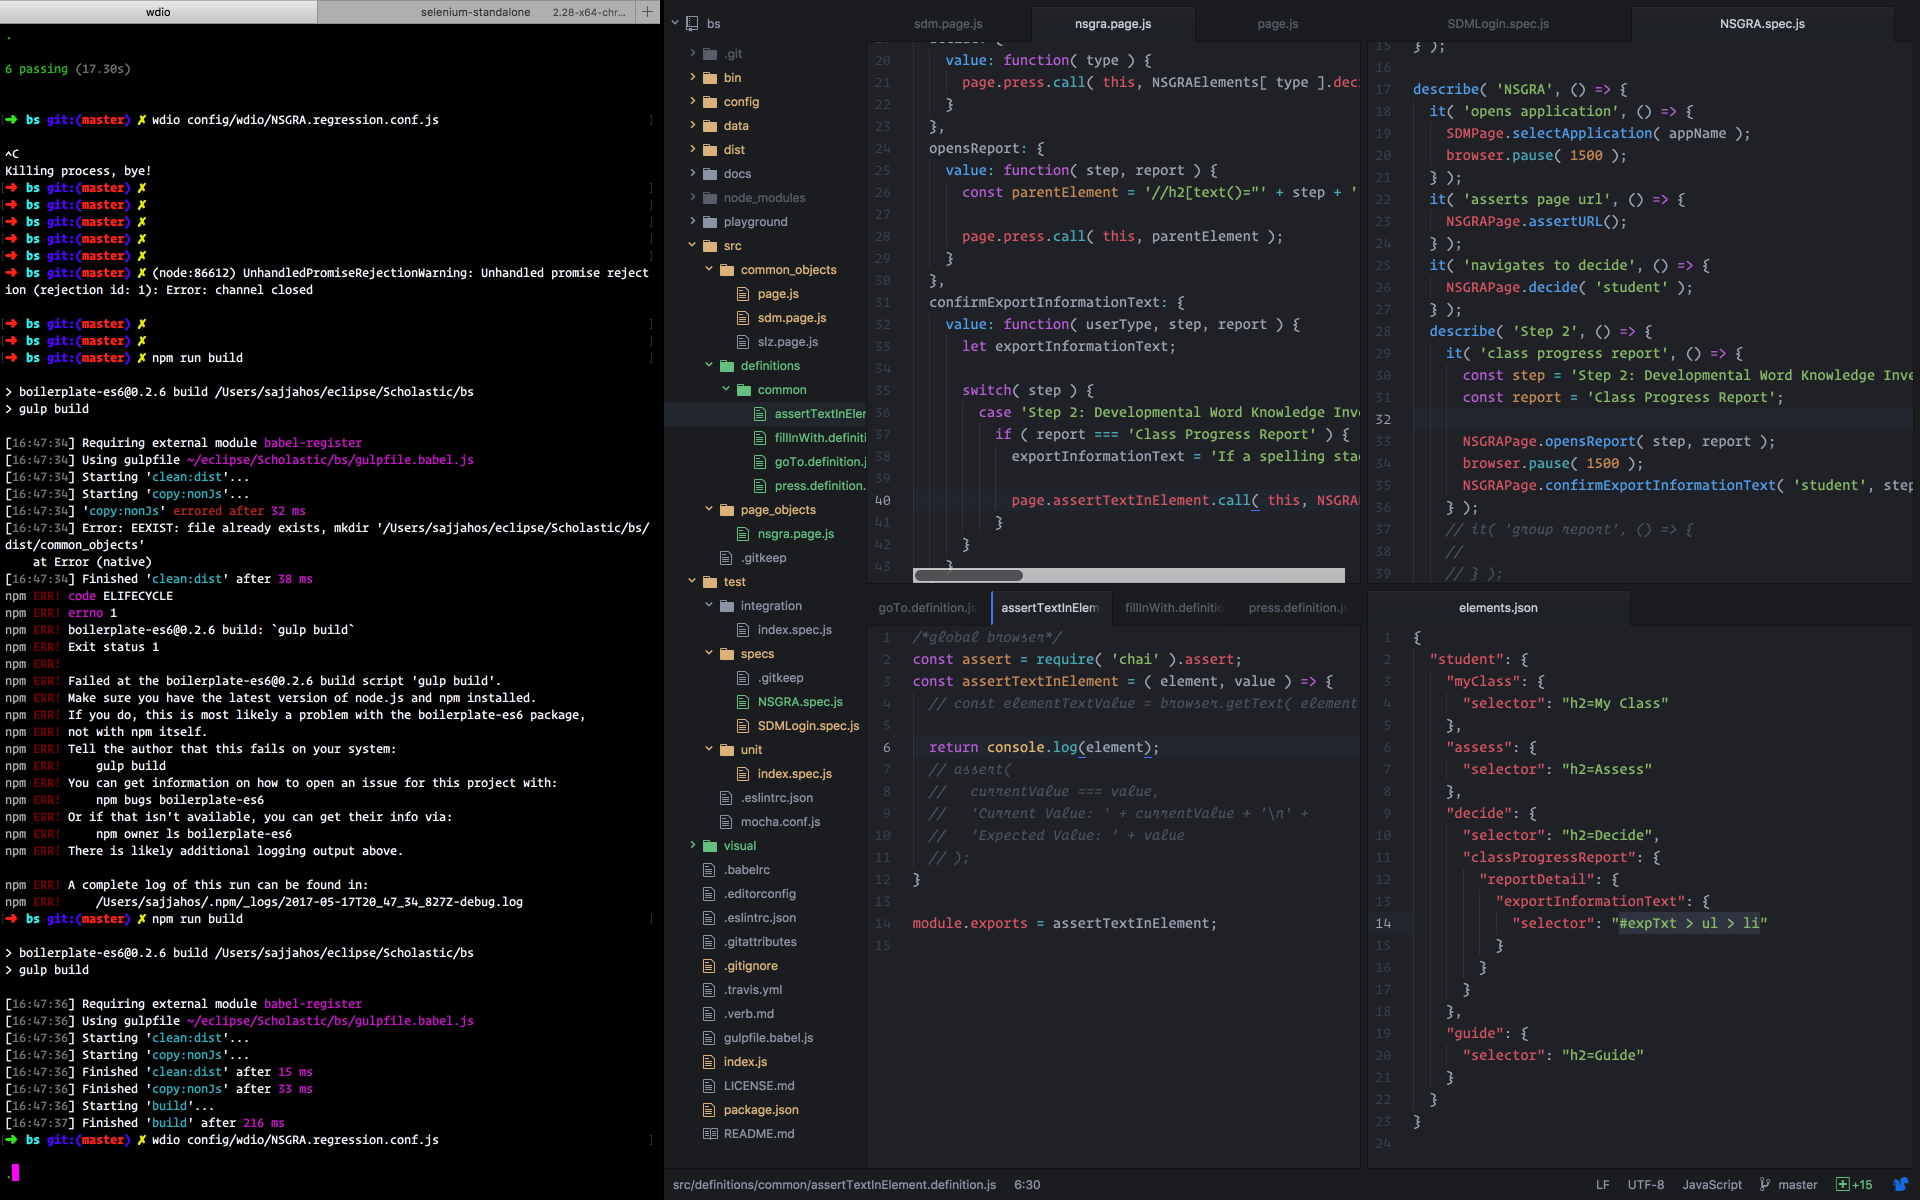 wdio
selenium-standalone 2.28-x64-chr... +
.
6 passing (17.30s)
➜ bs git:(master) ✗ wdio config/wdio/NSGRA.regression.conf.js
^C
Killing process, bye!
➜ bs git:(master) ✗
➜ bs git:(master) ✗
➜ bs git:(master) ✗
➜ bs git:(master) ✗
➜ bs git:(master) ✗
➜ bs git:(master) ✗ (node:86612) UnhandledPromiseRejectionWarning: Unhandled promise reject
ion (rejection id: 1): Error: channel closed
➜ bs git:(master) ✗
➜ bs git:(master) ✗
➜ bs git:(master) ✗ npm run build
> boilerplate-es6@0.2.6 build /Users/sajjahos/eclipse/Scholastic/bs
> gulp build
[16:47:34] Requiring external module babel-register
[16:47:34] Using gulpfile ~/eclipse/Scholastic/bs/gulpfile.babel.js
[16:47:34] Starting 'clean:dist'...
[16:47:34] Starting 'copy:nonJs'...
[16:47:34] 'copy:nonJs' errored after 32 ms
[16:47:34] Error: EEXIST: file already exists, mkdir '/Users/sajjahos/eclipse/Scholastic/bs/
dist/common_objects'
    at Error (native)
[16:47:34] Finished 'clean:dist' after 38 ms
npm ERR! code ELIFECYCLE
npm ERR! errno 1
npm ERR! boilerplate-es6@0.2.6 build: `gulp build`
npm ERR! Exit status 1
npm ERR!
npm ERR! Failed at the boilerplate-es6@0.2.6 build script 'gulp build'.
npm ERR! Make sure you have the latest version of node.js and npm installed.
npm ERR! If you do, this is most likely a problem with the boilerplate-es6 package,
npm ERR! not with npm itself.
npm ERR! Tell the author that this fails on your system:
npm ERR!     gulp build
npm ERR! You can get information on how to open an issue for this project with:
npm ERR!     npm bugs boilerplate-es6
npm ERR! Or if that isn't available, you can get their info via:
npm ERR!     npm owner ls boilerplate-es6
npm ERR! There is likely additional logging output above.
npm ERR! A complete log of this run can be found in:
npm ERR!     /Users/sajjahos/.npm/_logs/2017-05-17T20_47_34_827Z-debug.log
➜ bs git:(master) ✗ npm run build
> boilerplate-es6@0.2.6 build /Users/sajjahos/eclipse/Scholastic/bs
> gulp build
[16:47:36] Requiring external module babel-register
[16:47:36] Using gulpfile ~/eclipse/Scholastic/bs/gulpfile.babel.js
[16:47:36] Starting 'clean:dist'...
[16:47:36] Starting 'copy:nonJs'...
[16:47:36] Finished 'clean:dist' after 15 ms
[16:47:36] Finished 'copy:nonJs' after 33 ms
[16:47:36] Starting 'build'...
[16:47:37] Finished 'build' after 216 ms
➜ bs git:(master) ✗ wdio config/wdio/NSGRA.regression.conf.js
.
bs
.git
bin
config
data
dist
docs
node_modules
playground
src
common_objects
page.js
sdm.page.js
slz.page.js
definitions
common
assertTextInEler
fillInWith.definiti
goTo.definition.j
press.definition.
page_objects
nsgra.page.js
.gitkeep
test
integration
index.spec.js
specs
.gitkeep
NSGRA.spec.js
SDMLogin.spec.js
unit
index.spec.js
.eslintrc.json
mocha.conf.js
visual
.babelrc
.editorconfig
.eslintrc.json
.gitattributes
.gitignore
.travis.yml
.verb.md
gulpfile.babel.js
index.js
LICENSE.md
package.json
README.md
sdm.page.js nsgra.page.js page.js
20 value: function( type ) {
21 page.press.call( this, NSGRAElements[ type ].deci
22 }
23 },
24 opensReport: {
25 value: function( step, report ) {
26 const parentElement = '//h2[text()="' + step + '
27
28 page.press.call( this, parentElement );
29 }
30 },
31 confirmExportInformationText: {
32 value: function( userType, step, report ) {
33 let exportInformationText;
34
35 switch( step ) {
36 case 'Step 2: Developmental Word Knowledge Inve
37 if ( report === 'Class Progress Report' ) {
38 exportInformationText = 'If a spelling stag
39
40 page.assertTextInElement.call( this, NSGRAE
41 }
42 }
43 }
SDMLogin.spec.js NSGRA.spec.js
15 } );
16
17 describe( 'NSGRA', () => {
18 it( 'opens application', () => {
19 SDMPage.selectApplication( appName );
20 browser.pause( 1500 );
21 } );
22 it( 'asserts page url', () => {
23 NSGRAPage.assertURL();
24 } );
25 it( 'navigates to decide', () => {
26 NSGRAPage.decide( 'student' );
27 } );
28 describe( 'Step 2', () => {
29 it( 'class progress report', () => {
30 const step = 'Step 2: Developmental Word Knowledge Inve
31 const report = 'Class Progress Report';
32
33 NSGRAPage.opensReport( step, report );
34 browser.pause( 1500 );
35 NSGRAPage.confirmExportInformationText( 'student', step
36 } );
37 // it( 'group report', () => {
38 //
39 // } );
goTo.definition.js assertTextInElem fillInWith.definitio press.definition.js
1 /*global browser*/
2 const assert = require( 'chai' ).assert;
3 const assertTextInElement = ( element, value ) => {
4 // const elementTextValue = browser.getText( element
5
6 return console.log(element);
7 // assert(
8 //   currentValue === value,
9 //   'Current Value: ' + currentValue + '\n' +
10 //   'Expected Value: ' + value
11 // );
12 }
13
14 module.exports = assertTextInElement;
15
elements.json
1 {
2 "student": {
3 "myClass": {
4 "selector": "h2=My Class"
5 },
6 "assess": {
7 "selector": "h2=Assess"
8 },
9 "decide": {
10 "selector": "h2=Decide",
11 "classProgressReport": {
12 "reportDetail": {
13 "exportInformationText": {
14 "selector": "#expTxt > ul > li"
15 }
16 }
17 }
18 },
19 "guide": {
20 "selector": "h2=Guide"
21 }
22 }
23 }
24
src/definitions/common/assertTextInElement.definition.js 6:30
LF UTF-8 JavaScript master +15